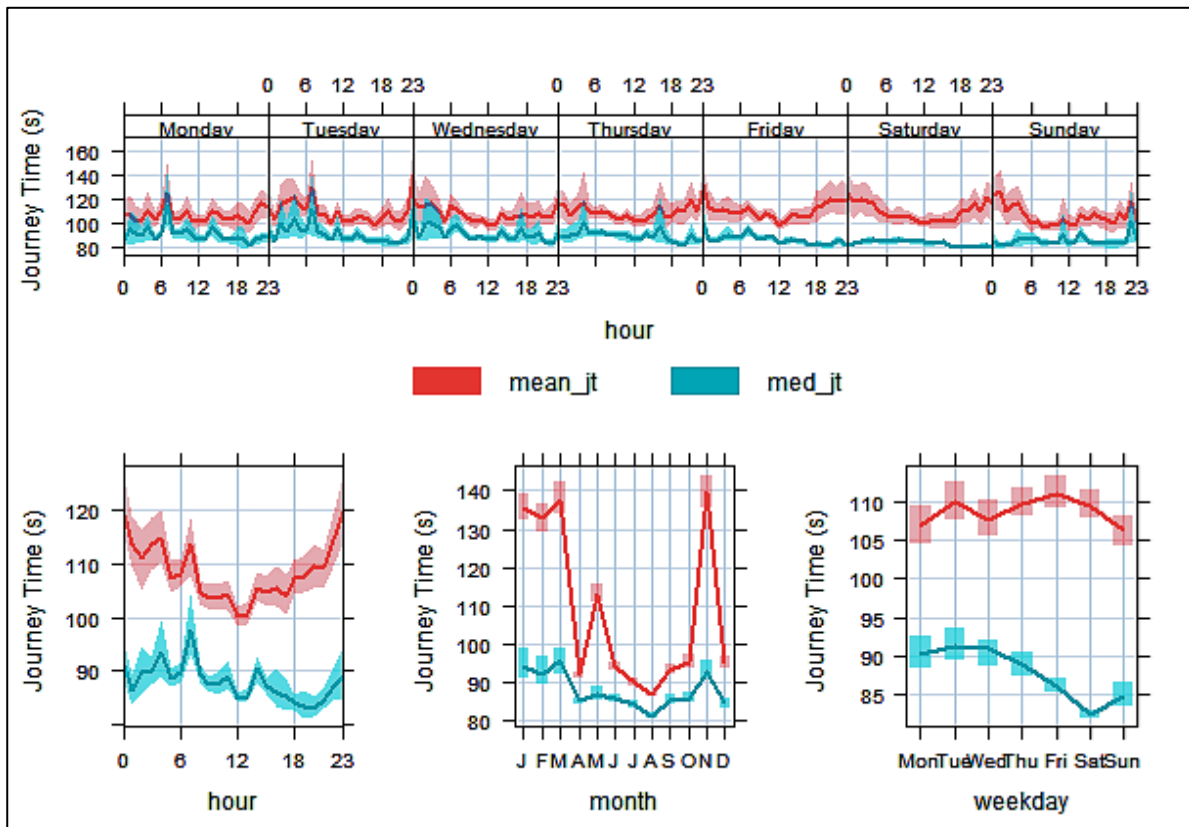 0 6 12 18 23 0 6 12 18 23 0 6 12 18 23
Monday Tuesday Wednesday Thursday Friday Saturday Sunday
Journey Time (s)
160
140
120
100
80
0 6 12 18 23 0 6 12 18 23 0 6 12 18 23 0 6 12 18 23
hour
mean_jt med_jt
Journey Time (s)
120
110
100
90
0 6 12 18 23
hour
Journey Time (s)
140
130
120
110
100
90
80
J F M A M J J A S O N D
month
Journey Time (s)
110
105
100
95
90
85
Mon Tue Wed Thu Fri Sat Sun
weekday